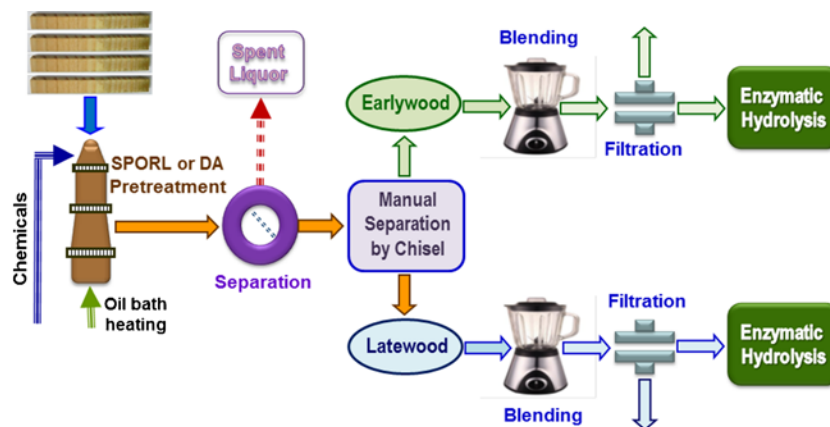 Spent
Liquor
SPORL or DA
Pretreatment
Chemicals
Oil bath
heating
Separation
Manual
Separation
by Chisel
Earlywood
Blending
Filtration
Enzymatic
Hydrolysis
Latewood
Blending
Filtration
Enzymatic
Hydrolysis